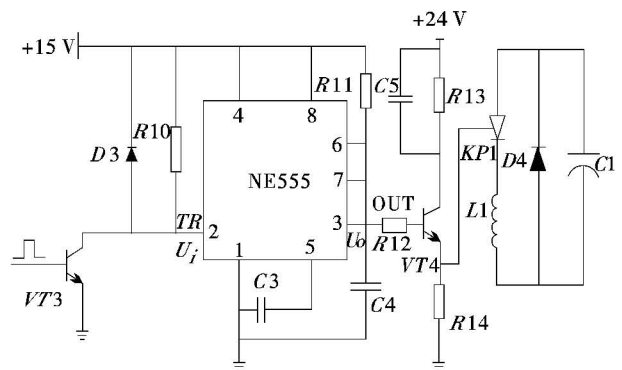 +24 V
+15 V
R11
C5
R13
4
8
R10
D3
6
KP1
D4
C1
NE555
7
TR
2
OUT
L1
3
Ui
Uo
R12
1
5
VT4
VT3
C3
C4
R14